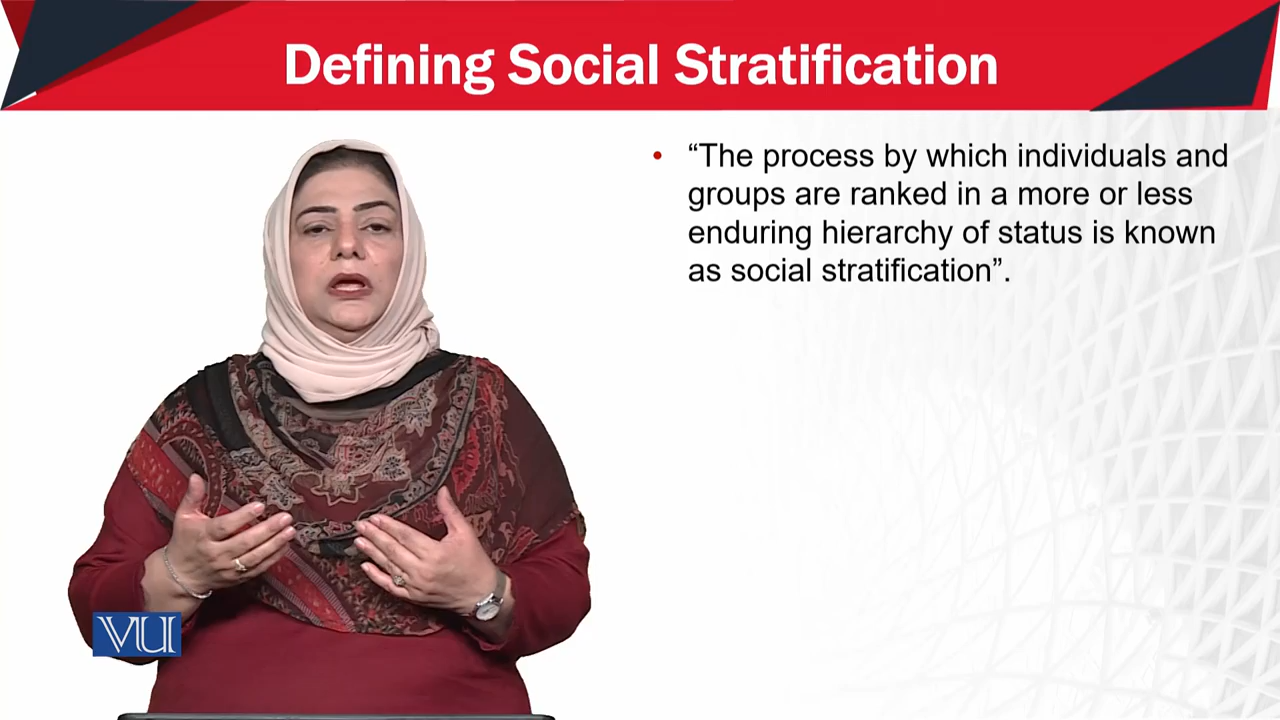 Defining Social Stratification
• “The process by which individuals and
groups are ranked in a more or less
enduring hierarchy of status is known
as social stratification”.
VU